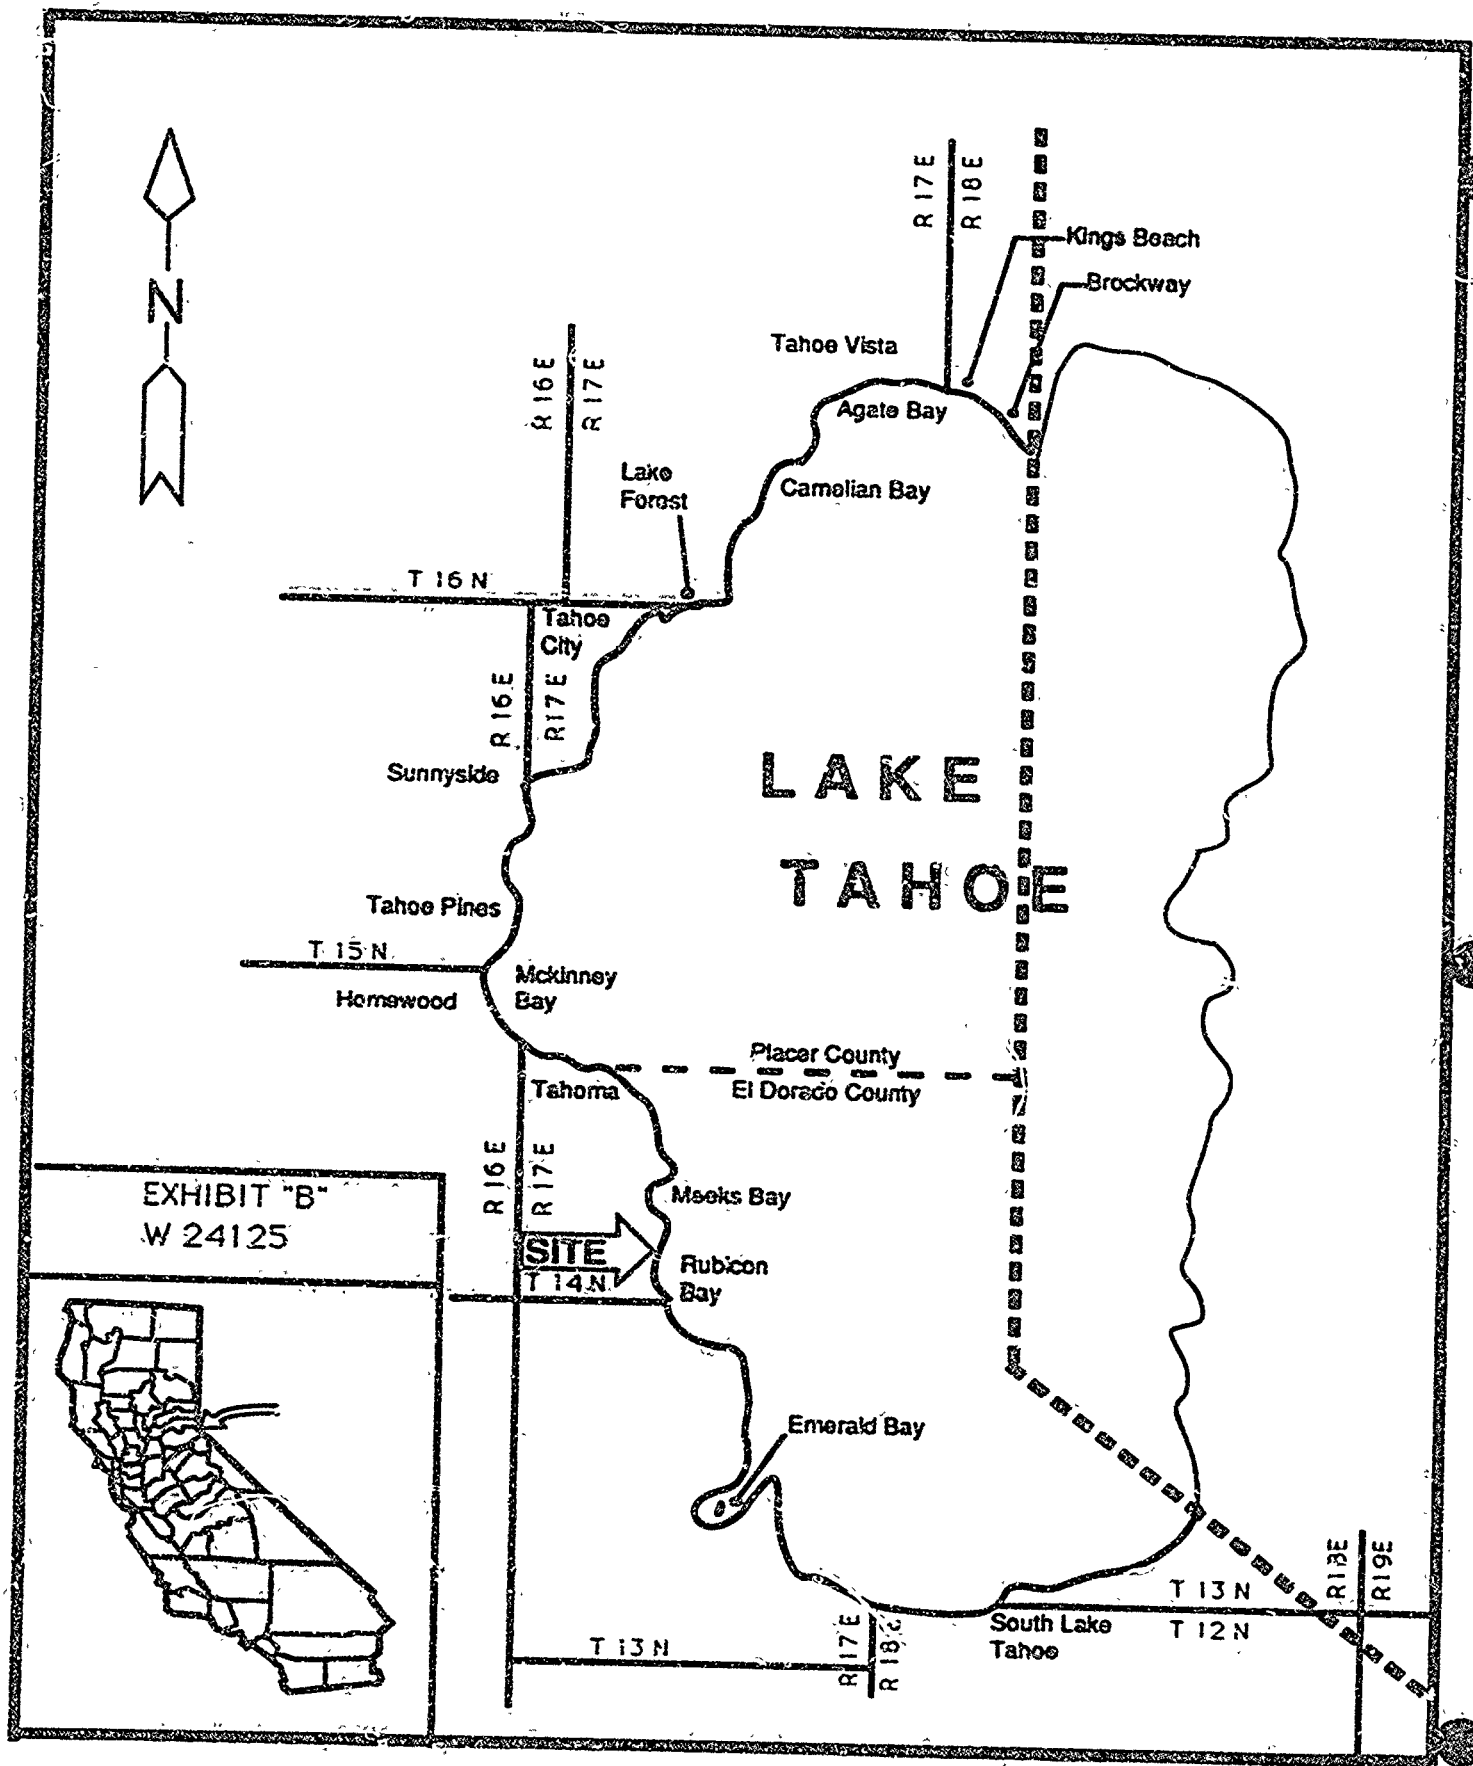 R 17 E
R 18 E
Kings Beach
Brockway
N
Tahoe Vista
R 16 E
R 17 E
Agate Bay
Lake
Forest
Carnelian Bay
T 16 N
Tahoe
City
R 16 E
R 17 E
Sunnyside
LAKE
TAHOE
Tahoe Pines
T 15 N
Mckinney
Bay
Homewood
Placer County
El Dorado County
Tahoma
R 16 E
R 17 E
EXHIBIT "B"
W 24125
Meeks Bay
SITE
T 14 N
Rubicon
Bay
Emerald Bay
R 18 E
R 19 E
T 13 N
T 12 N
South Lake
Tahoe
R 17 E
R 18 E
T 13 N